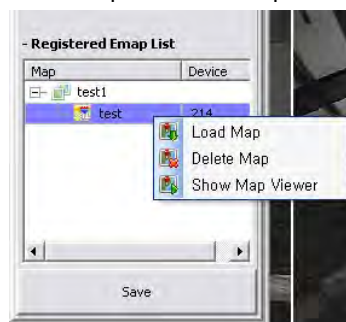 - Registered Emap List
Map Device
test1
test 214
Load Map
Delete Map
Show Map Viewer
Save